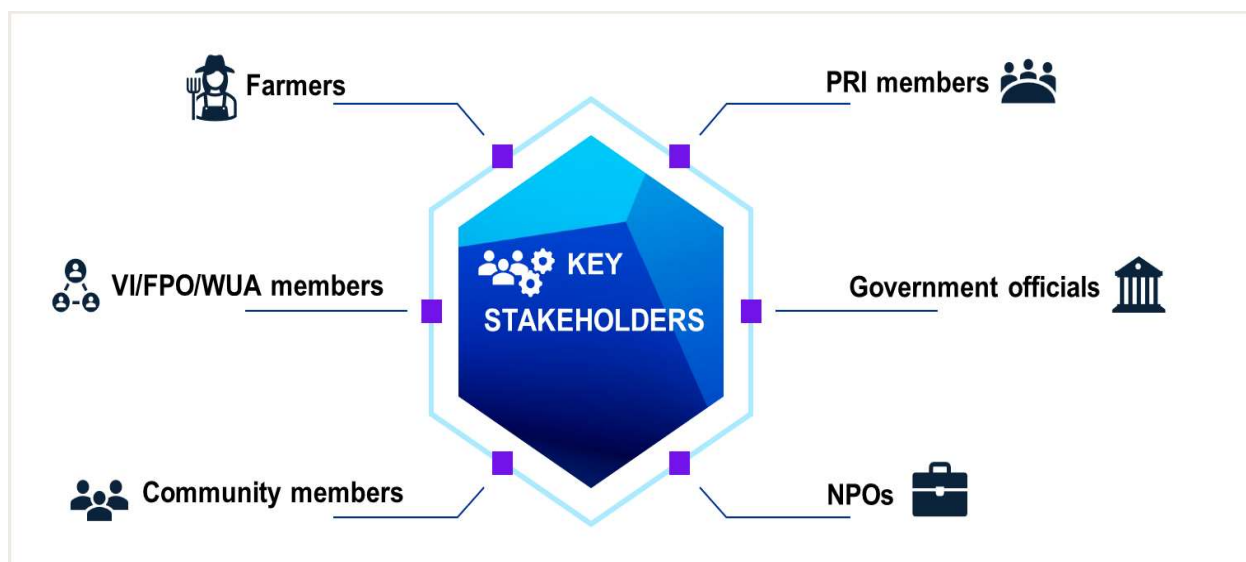 Farmers
PRI members
KEY
STAKEHOLDERS
VI/FPO/WUA members
Government officials
Community members
NPOs